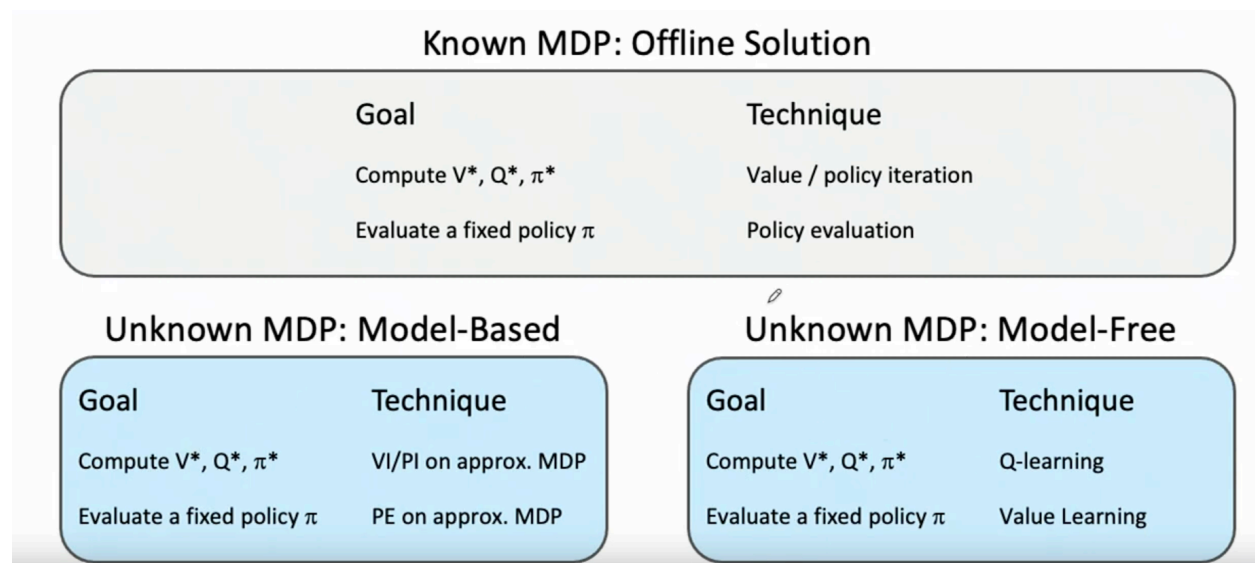 Known MDP: Offline Solution
Goal Technique
Compute V*, Q*, π* Value / policy iteration
Evaluate a fixed policy π Policy evaluation
Unknown MDP: Model-Based
Goal Technique
Compute V*, Q*, π* VI/PI on approx. MDP
Evaluate a fixed policy π PE on approx. MDP
Unknown MDP: Model-Free
Goal Technique
Compute V*, Q*, π* Q-learning
Evaluate a fixed policy π Value Learning